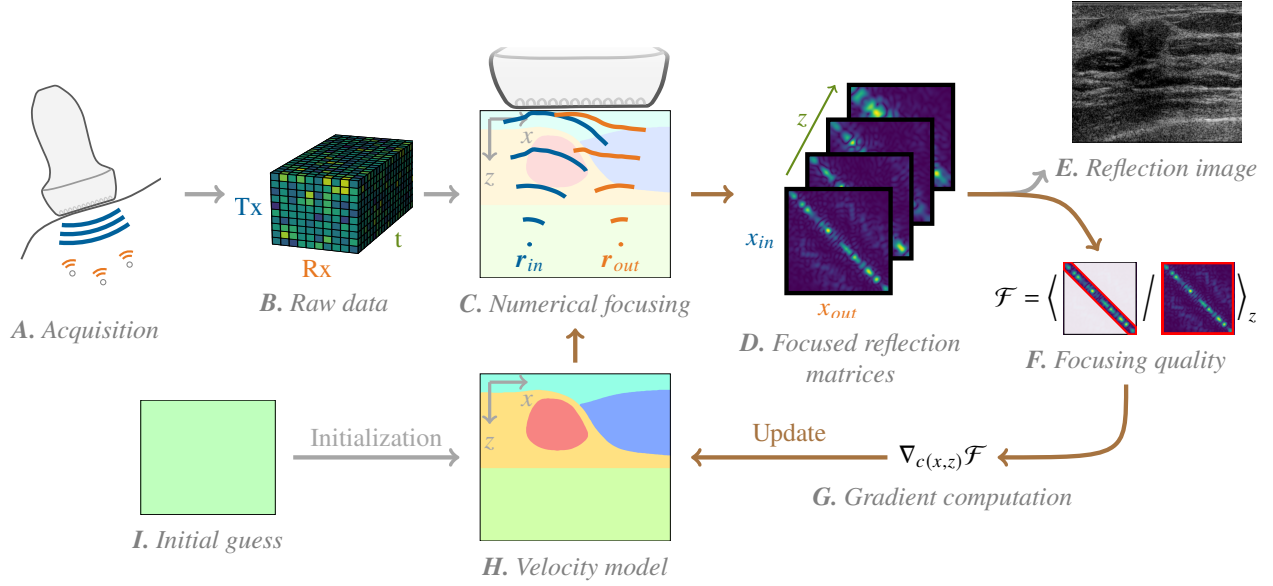 A. Acquisition
Tx
Rx
t
B. Raw data
x
z
r_in
r_out
C. Numerical focusing
z
x_in
x_out
D. Focused reflection
matrices
E. Reflection image
ℱ = ⟨ / ⟩_z
F. Focusing quality
∇_{c(x,z)}ℱ
G. Gradient computation
Update
x
z
H. Velocity model
Initialization
I. Initial guess